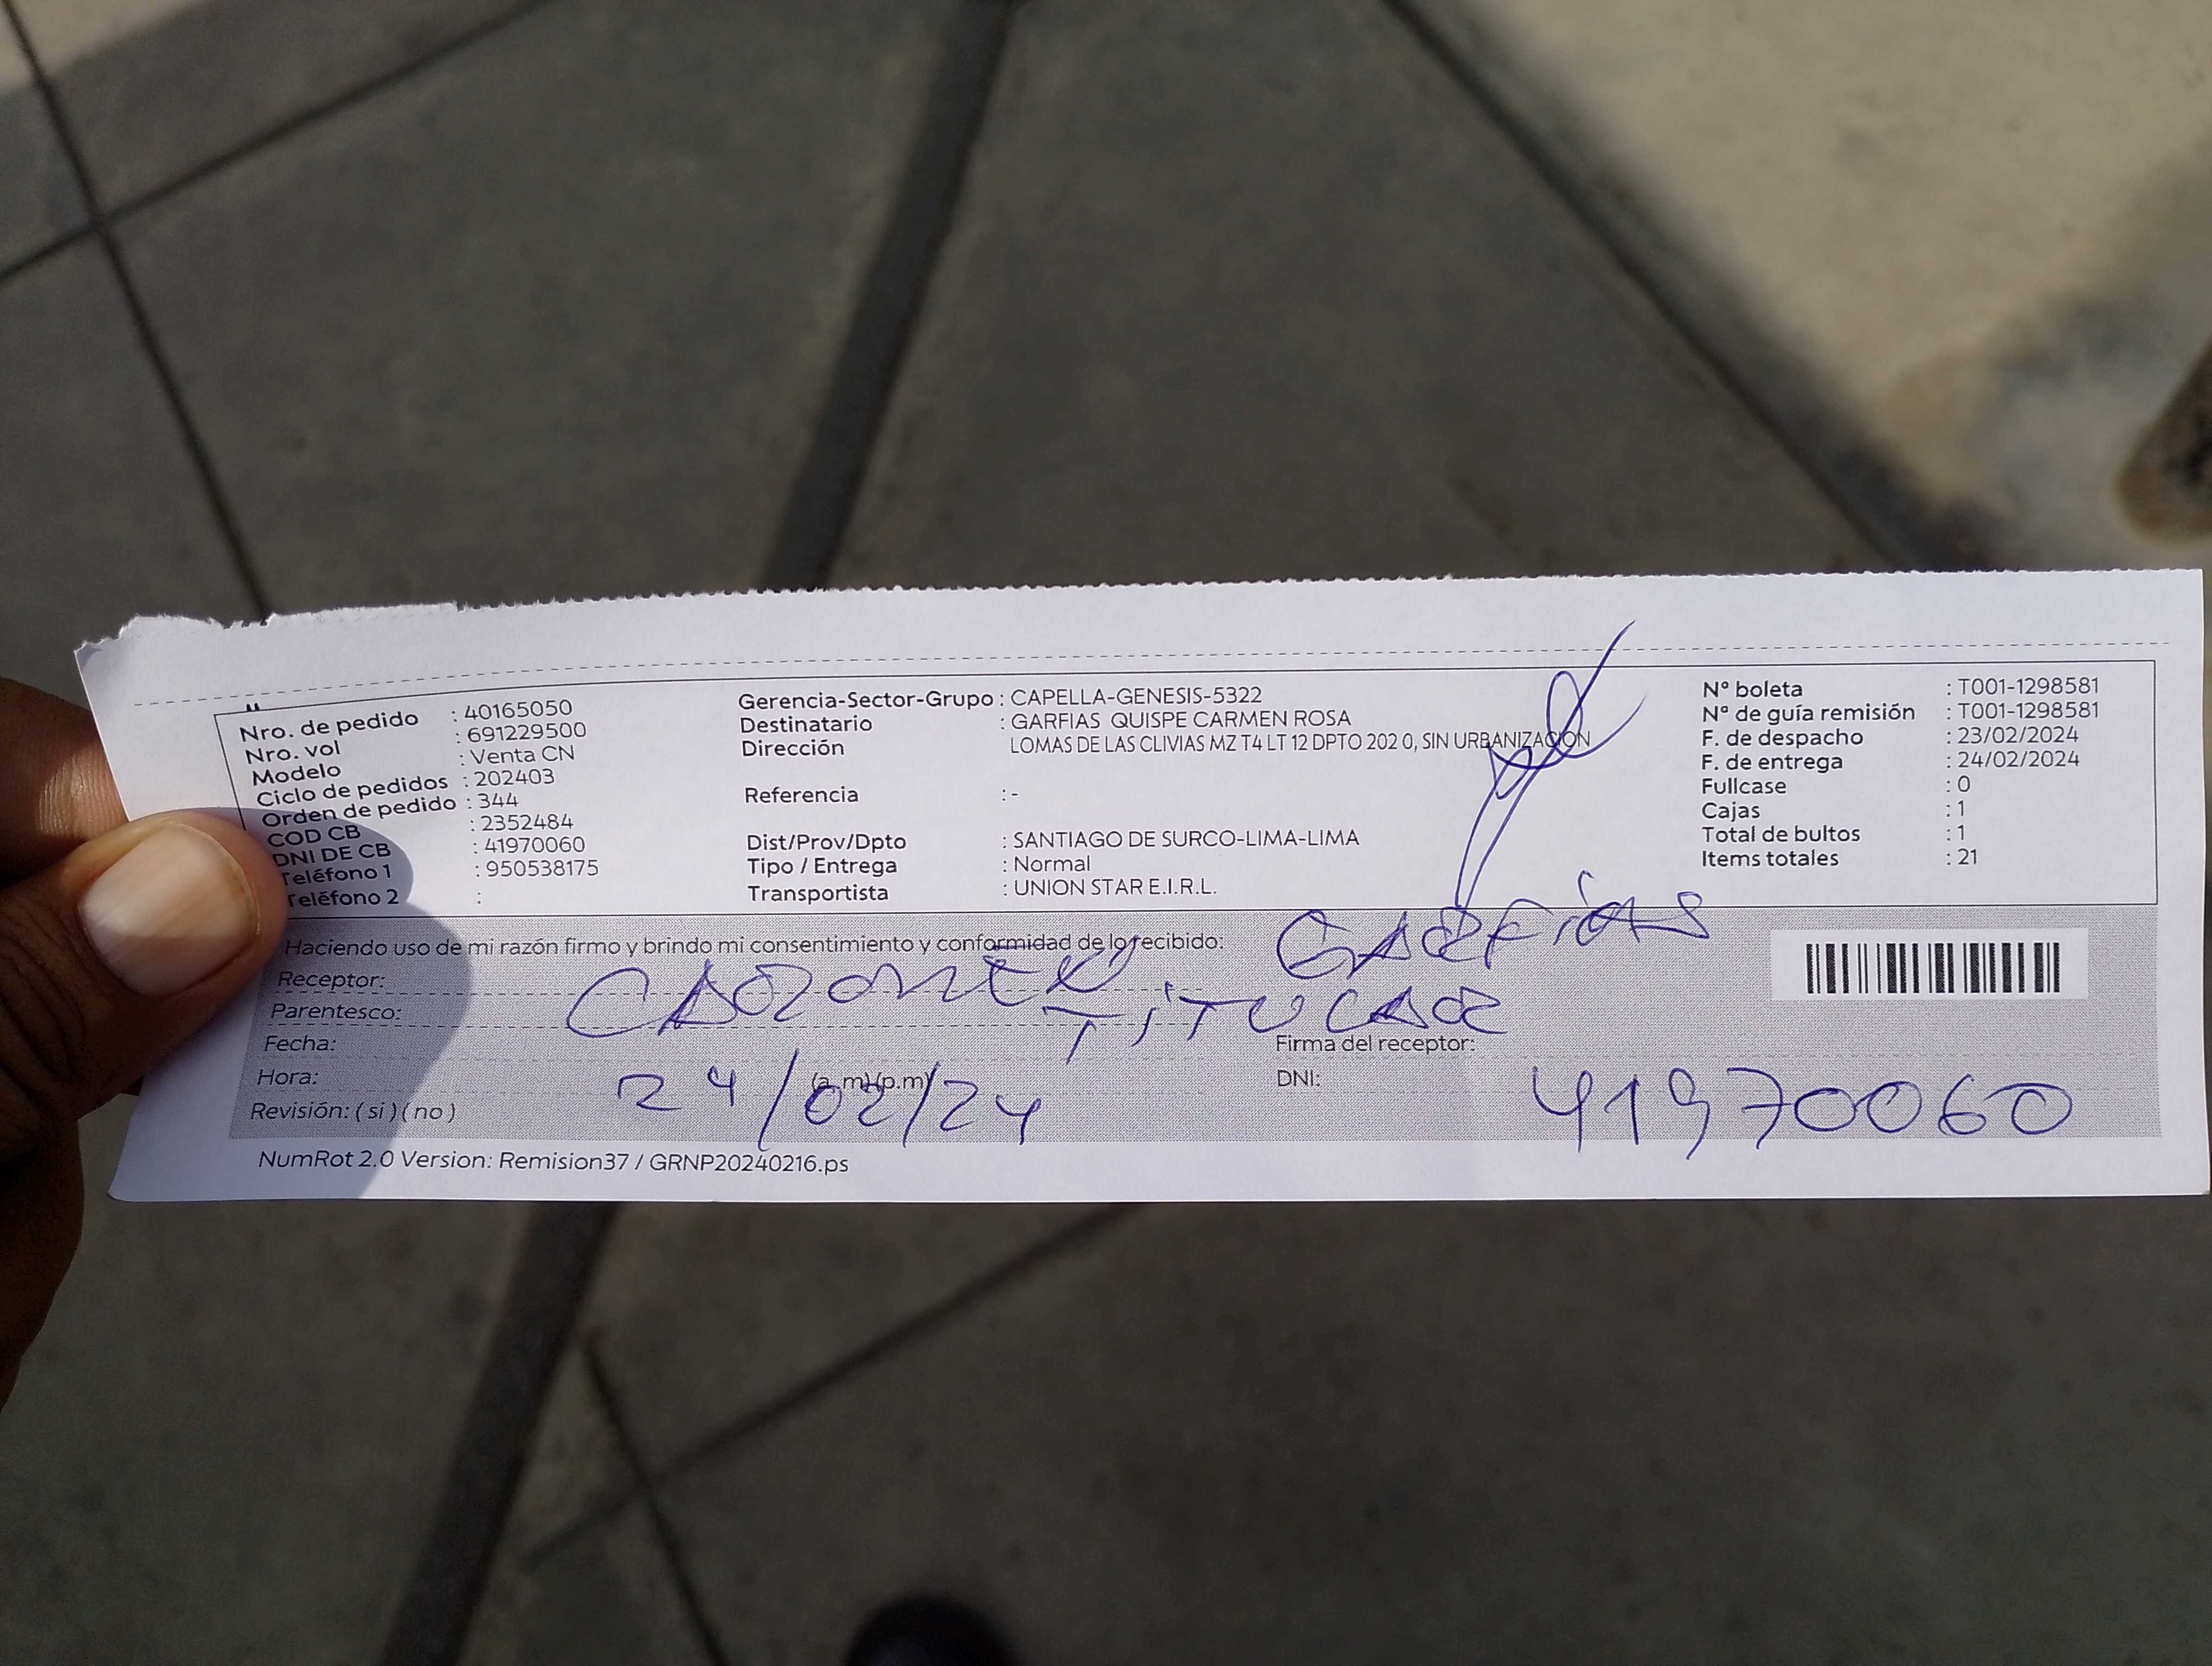 Nro. de pedido : 40165050
Nro. vol : 691229500
Modelo : Venta CN
Ciclo de pedidos : 202403
Orden de pedido : 344
COD CB : 2352484
DNI DE CB : 41970060
Teléfono 1 : 950538175
Teléfono 2 :
Gerencia-Sector-Grupo : CAPELLA-GENESIS-5322
Destinatario : GARFIAS QUISPE CARMEN ROSA
Dirección LOMAS DE LAS CLIVIAS MZ T4 LT 12 DPTO 202 0, SIN URBANIZACION
Referencia : -
Dist/Prov/Dpto : SANTIAGO DE SURCO-LIMA-LIMA
Tipo / Entrega : Normal
Transportista : UNION STAR E.I.R.L.
Nº boleta : T001-1298581
Nº de guía remisión : T001-1298581
F. de despacho : 23/02/2024
F. de entrega : 24/02/2024
Fullcase : 0
Cajas : 1
Total de bultos : 1
Items totales : 21
Haciendo uso de mi razón firmo y brindo mi consentimiento y conformidad de lo recibido:
Receptor: GARFIAS
Parentesco: TiTUCAR
Fecha:
Hora: (a.m)(p.m) 24/02/24
Revisión: ( si ) ( no )
Firma del receptor:
DNI: 41970060
NumRot 2.0 Version: Remision37 / GRNP20240216.ps